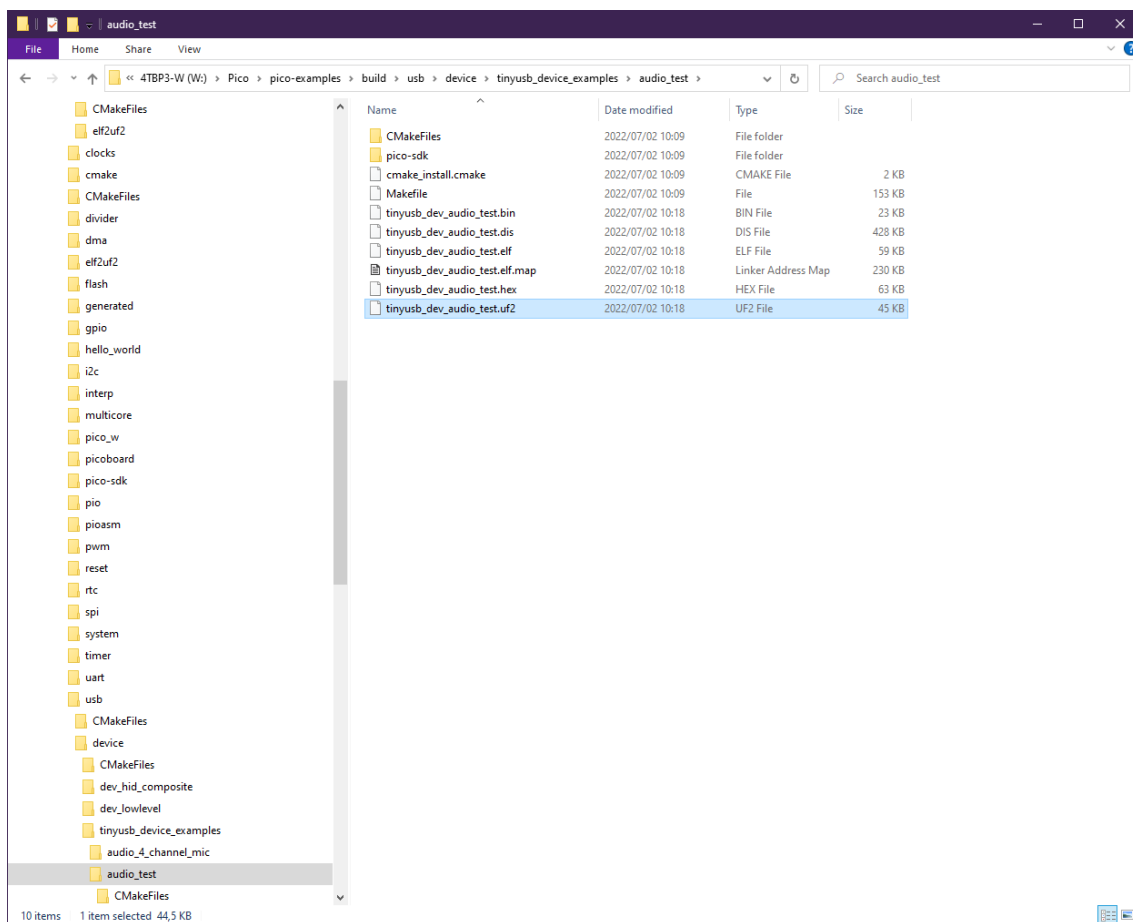 audio_test
File Home Share View
« 4TBP3-W (W:) › Pico › pico-examples › build › usb › device › tinyusb_device_examples › audio_test › Search audio_test
Name Date modified Type Size
CMakeFiles 2022/07/02 10:09 File folder
pico-sdk 2022/07/02 10:09 File folder
cmake_install.cmake 2022/07/02 10:09 CMAKE File 2 KB
Makefile 2022/07/02 10:09 File 153 KB
tinyusb_dev_audio_test.bin 2022/07/02 10:18 BIN File 23 KB
tinyusb_dev_audio_test.dis 2022/07/02 10:18 DIS File 428 KB
tinyusb_dev_audio_test.elf 2022/07/02 10:18 ELF File 59 KB
tinyusb_dev_audio_test.elf.map 2022/07/02 10:18 Linker Address Map 230 KB
tinyusb_dev_audio_test.hex 2022/07/02 10:18 HEX File 63 KB
tinyusb_dev_audio_test.uf2 2022/07/02 10:18 UF2 File 45 KB
CMakeFiles
elf2uf2
clocks
cmake
CMakeFiles
divider
dma
elf2uf2
flash
generated
gpio
hello_world
i2c
interp
multicore
pico_w
picoboard
pico-sdk
pio
pioasm
pwm
reset
rtc
spi
system
timer
uart
usb
CMakeFiles
device
CMakeFiles
dev_hid_composite
dev_lowlevel
tinyusb_device_examples
audio_4_channel_mic
audio_test
CMakeFiles
10 items 1 item selected 44,5 KB